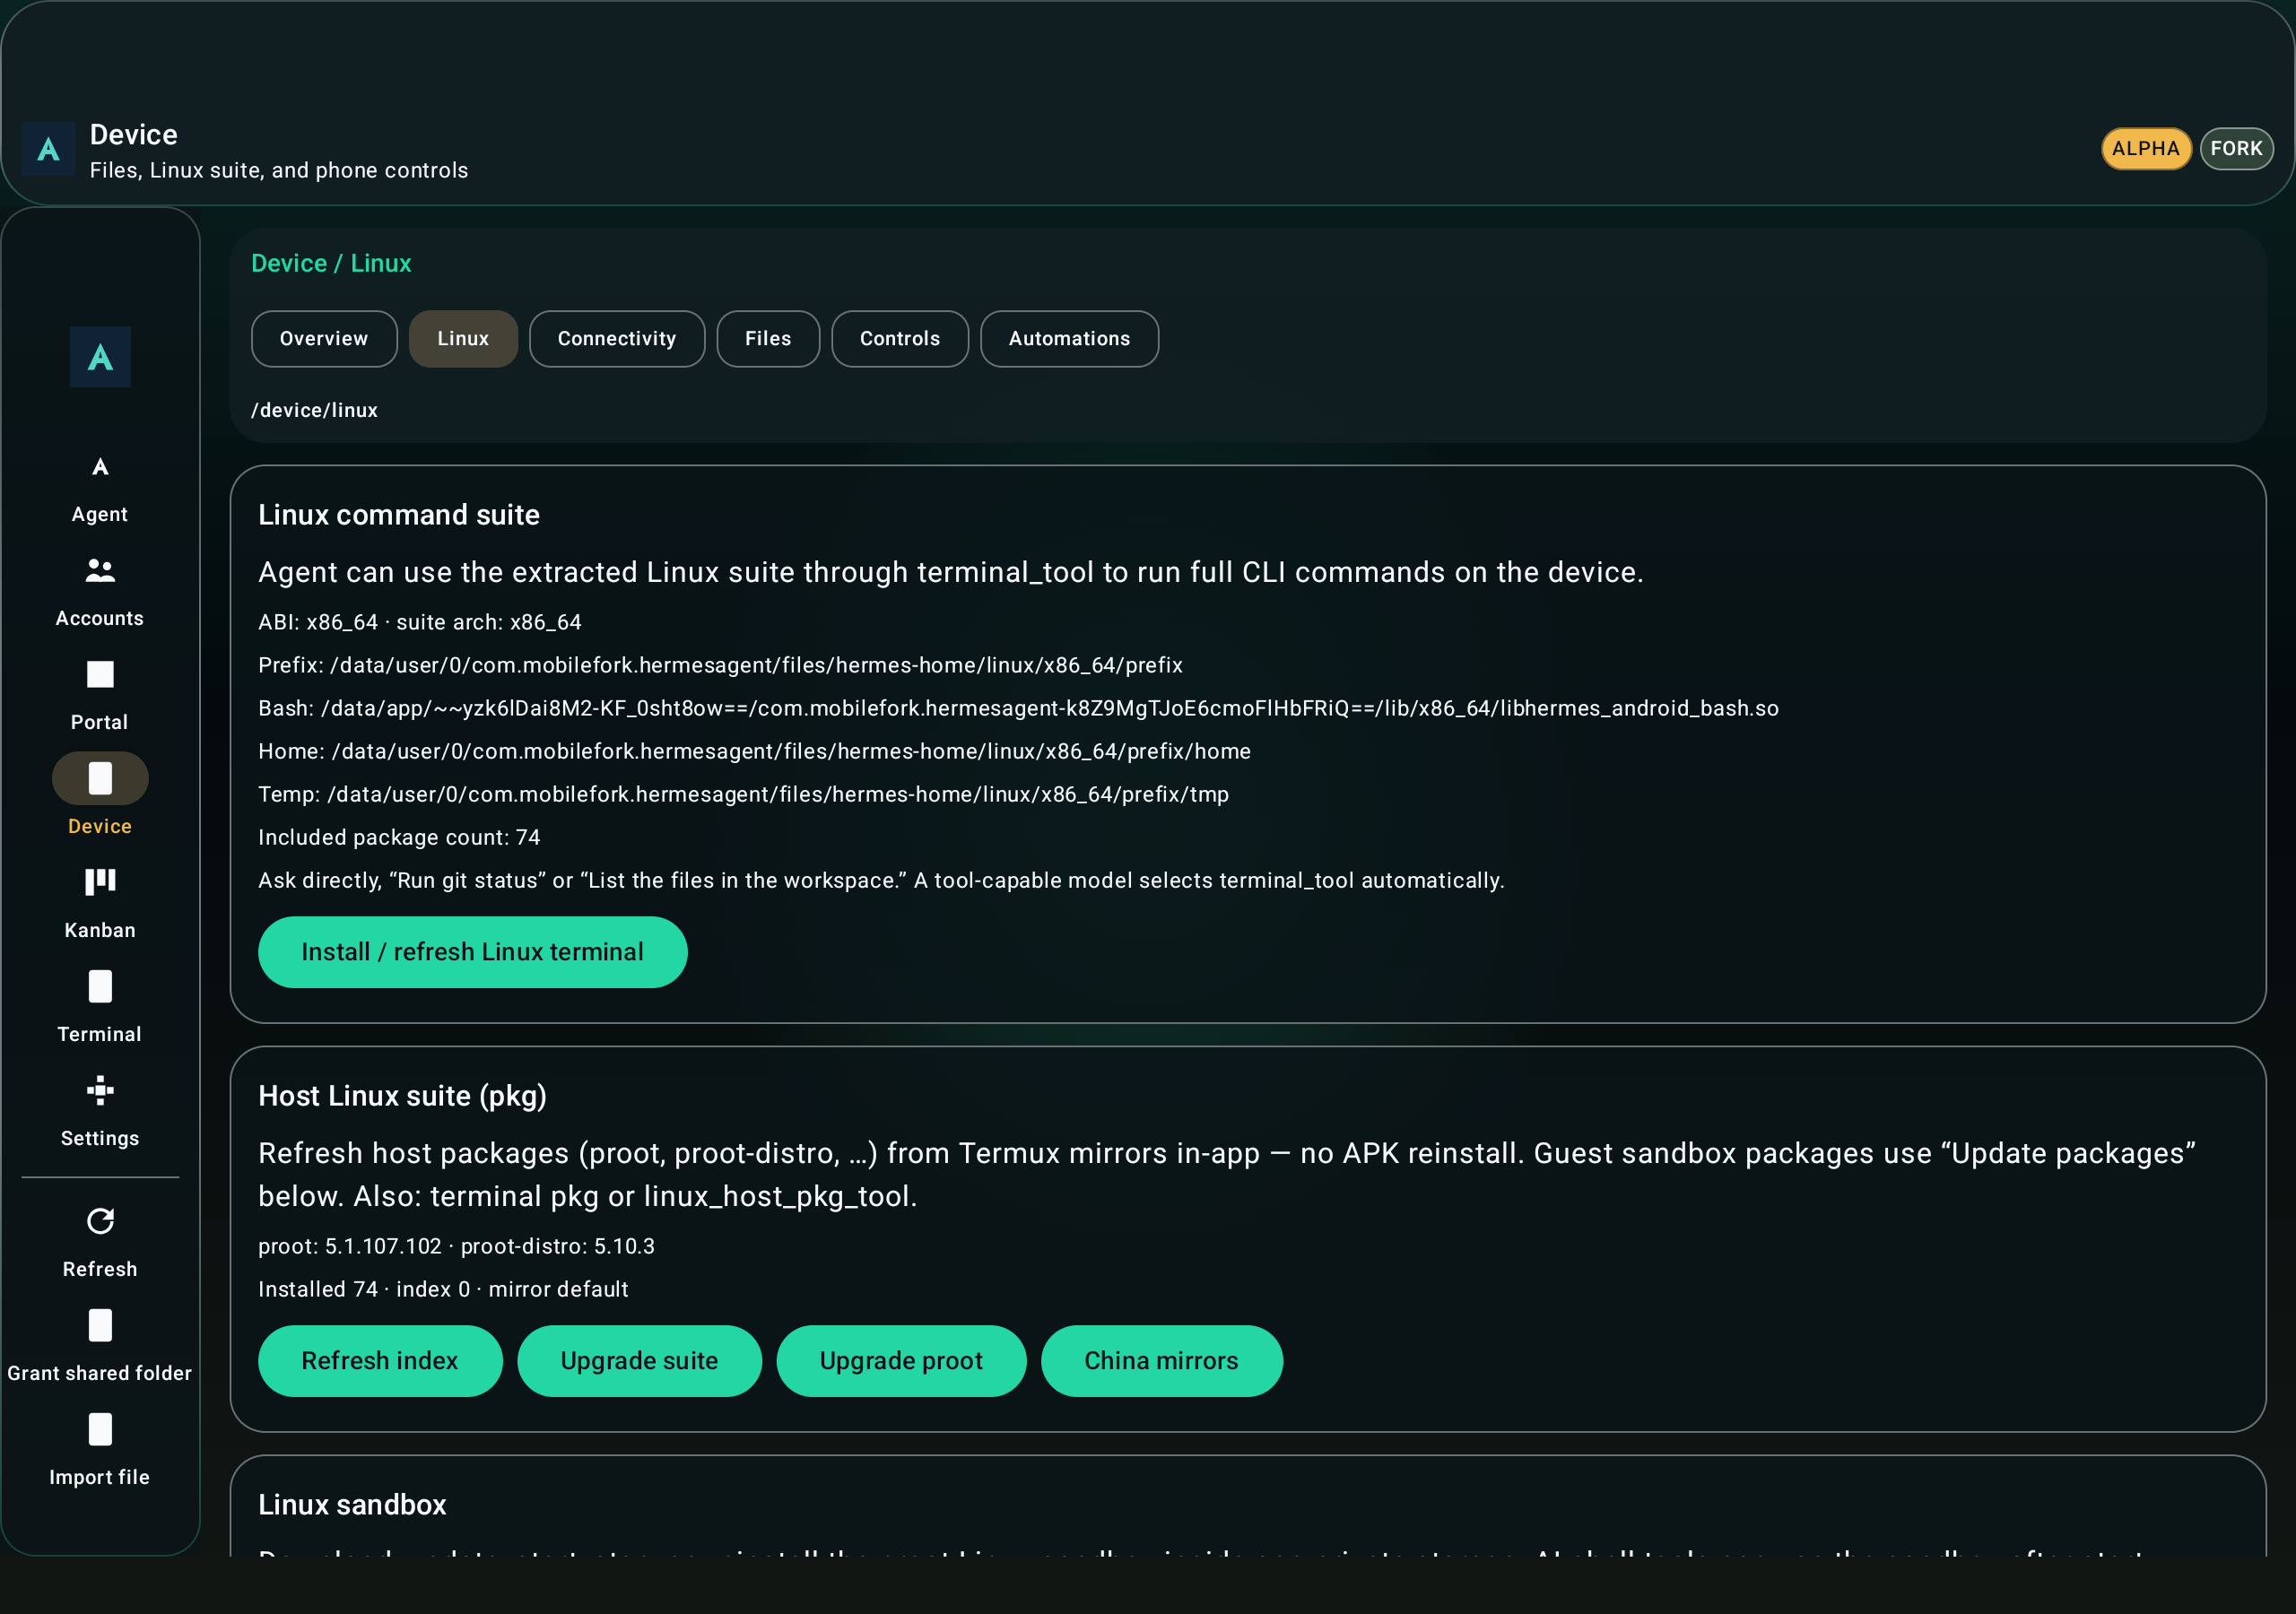 Device
Files, Linux suite, and phone controls
ALPHA
FORK
Agent
Accounts
Portal
Device
Kanban
Terminal
Settings
Refresh
Grant shared folder
Import file
Device / Linux
Overview
Linux
Connectivity
Files
Controls
Automations
/device/linux
Linux command suite
Agent can use the extracted Linux suite through terminal_tool to run full CLI commands on the device.
ABI: x86_64 · suite arch: x86_64
Prefix: /data/user/0/com.mobilefork.hermesagent/files/hermes-home/linux/x86_64/prefix
Bash: /data/app/~~yzk6lDai8M2-KF_0sht8ow==/com.mobilefork.hermesagent-k8Z9MgTJoE6cmoFlHbFRiQ==/lib/x86_64/libhermes_android_bash.so
Home: /data/user/0/com.mobilefork.hermesagent/files/hermes-home/linux/x86_64/prefix/home
Temp: /data/user/0/com.mobilefork.hermesagent/files/hermes-home/linux/x86_64/prefix/tmp
Included package count: 74
Ask directly, “Run git status” or “List the files in the workspace.” A tool-capable model selects terminal_tool automatically.
Install / refresh Linux terminal
Host Linux suite (pkg)
Refresh host packages (proot, proot-distro, …) from Termux mirrors in-app — no APK reinstall. Guest sandbox packages use “Update packages”
below. Also: terminal pkg or linux_host_pkg_tool.
proot: 5.1.107.102 · proot-distro: 5.10.3
Installed 74 · index 0 · mirror default
Refresh index
Upgrade suite
Upgrade proot
China mirrors
Linux sandbox